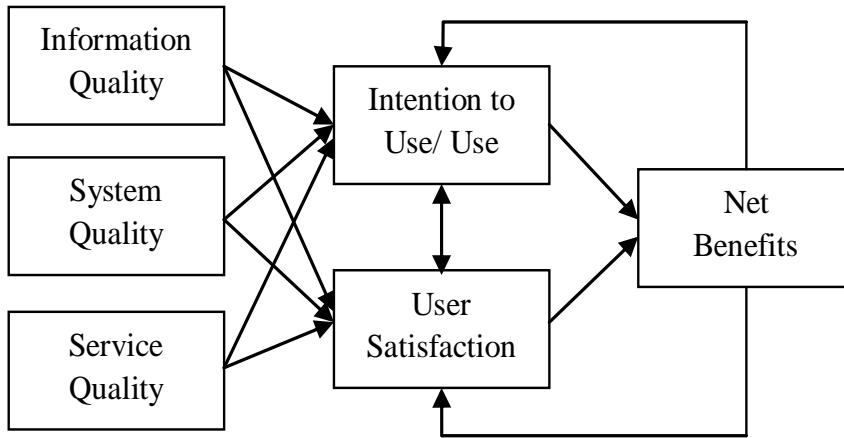 Information
Quality
System
Quality
Service
Quality
Intention to
Use/ Use
User
Satisfaction
Net
Benefits